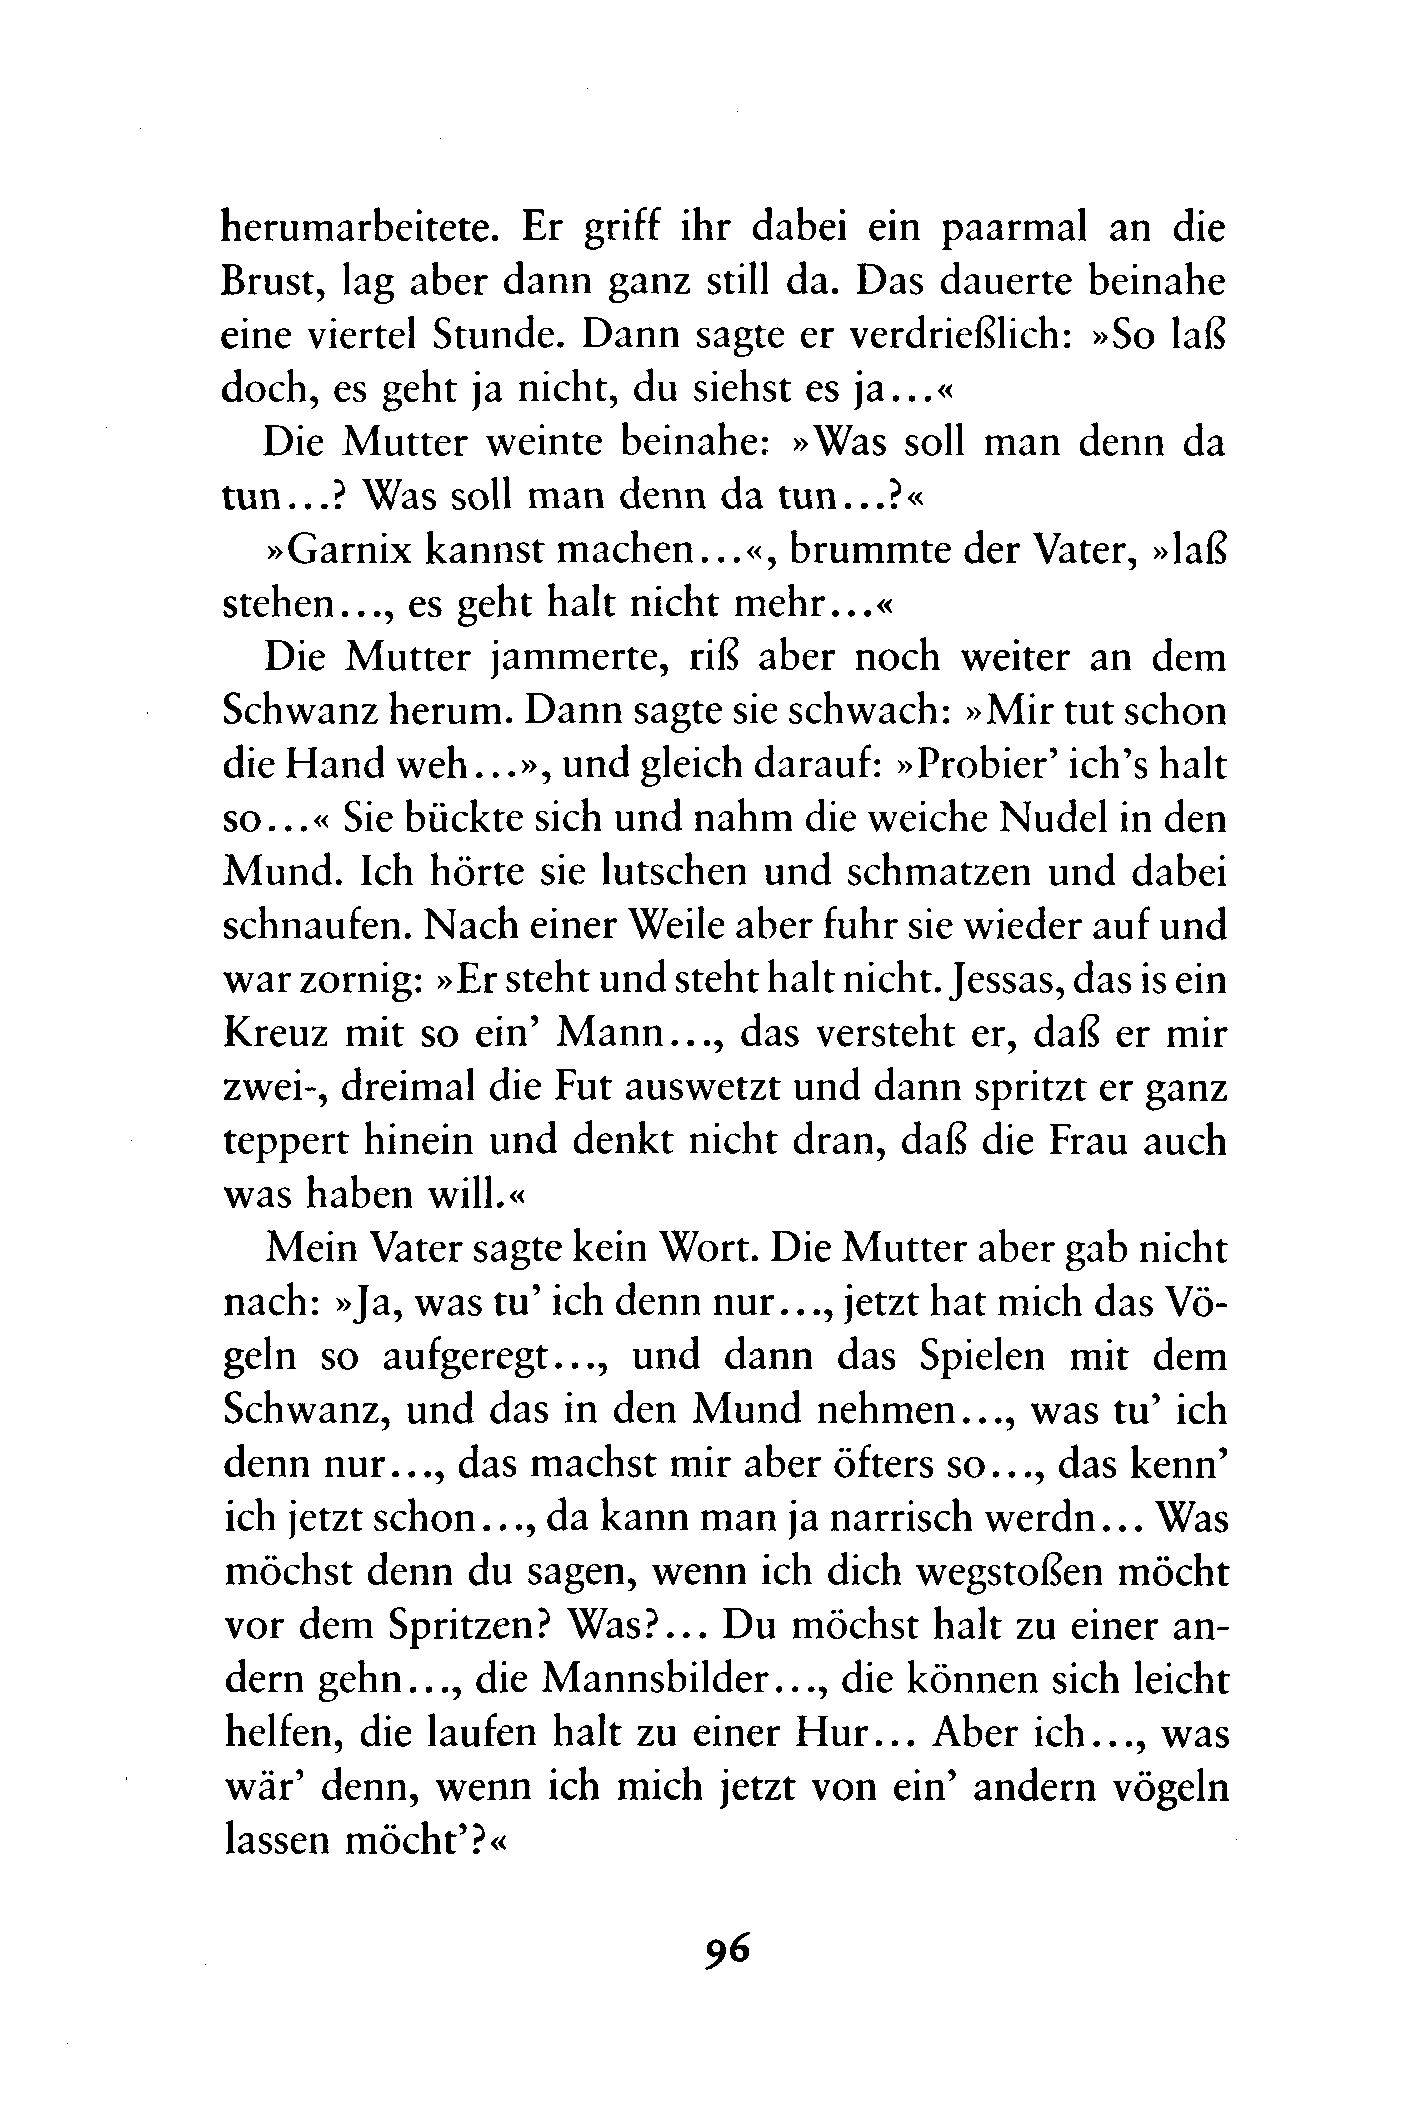 herumarbeitete. Er griff ihr dabei ein paarmal an die
Brust, lag aber dann ganz still da. Das dauerte beinahe
eine viertel Stunde. Dann sagte er verdrießlich: »So laß
doch, es geht ja nicht, du siehst es ja...«
Die Mutter weinte beinahe: »Was soll man denn da
tun...? Was soll man denn da tun...?«
»Garnix kannst machen...«, brummte der Vater, »laß
stehen..., es geht halt nicht mehr...«
Die Mutter jammerte, riß aber noch weiter an dem
Schwanz herum. Dann sagte sie schwach: »Mir tut schon
die Hand weh...», und gleich darauf: »Probier’ ich’s halt
so...« Sie bückte sich und nahm die weiche Nudel in den
Mund. Ich hörte sie lutschen und schmatzen und dabei
schnaufen. Nach einer Weile aber fuhr sie wieder auf und
war zornig: »Er steht und steht halt nicht. Jessas, das is ein
Kreuz mit so ein’ Mann..., das versteht er, daß er mir
zwei-, dreimal die Fut auswetzt und dann spritzt er ganz
teppert hinein und denkt nicht dran, daß die Frau auch
was haben will.«
Mein Vater sagte kein Wort. Die Mutter aber gab nicht
nach: »Ja, was tu’ ich denn nur..., jetzt hat mich das Vö-
geln so aufgeregt..., und dann das Spielen mit dem
Schwanz, und das in den Mund nehmen..., was tu’ ich
denn nur..., das machst mir aber öfters so..., das kenn’
ich jetzt schon..., da kann man ja narrisch werdn... Was
möchst denn du sagen, wenn ich dich wegstoßen möcht
vor dem Spritzen? Was?... Du möchst halt zu einer an-
dern gehn..., die Mannsbilder..., die können sich leicht
helfen, die laufen halt zu einer Hur... Aber ich..., was
wär’ denn, wenn ich mich jetzt von ein’ andern vögeln
lassen möcht’?«
96